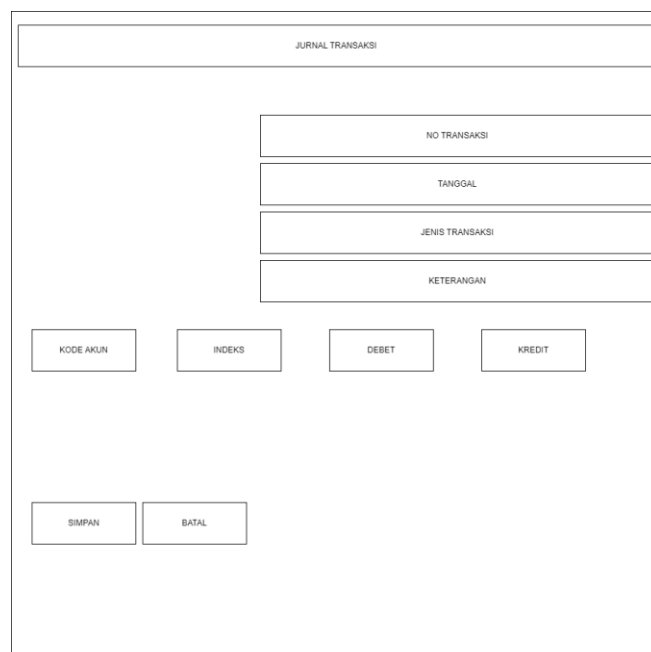 JURNAL TRANSAKSI
NO TRANSAKSI
TANGGAL
JENIS TRANSAKSI
KETERANGAN
KODE AKUN
INDEKS
DEBET
KREDIT
SIMPAN
BATAL